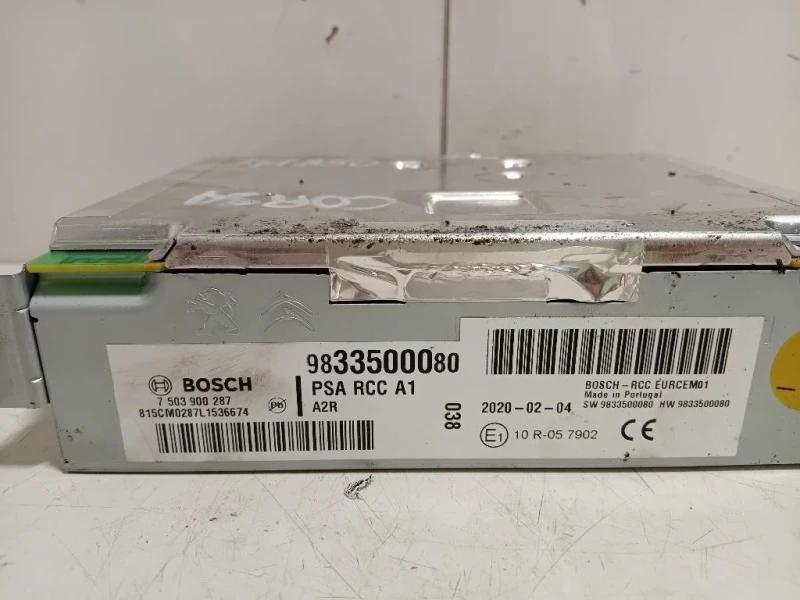 CORSA
BOSCH
7 503 900 287
815CM0287L1536674
Pb
9833500080
PSA RCC A1
A2R
038
2020-02-04
E1 10 R-05 7902
BOSCH-RCC EURCEM01
Made in Portugal
SW 9833500080 HW 9833500080
CE